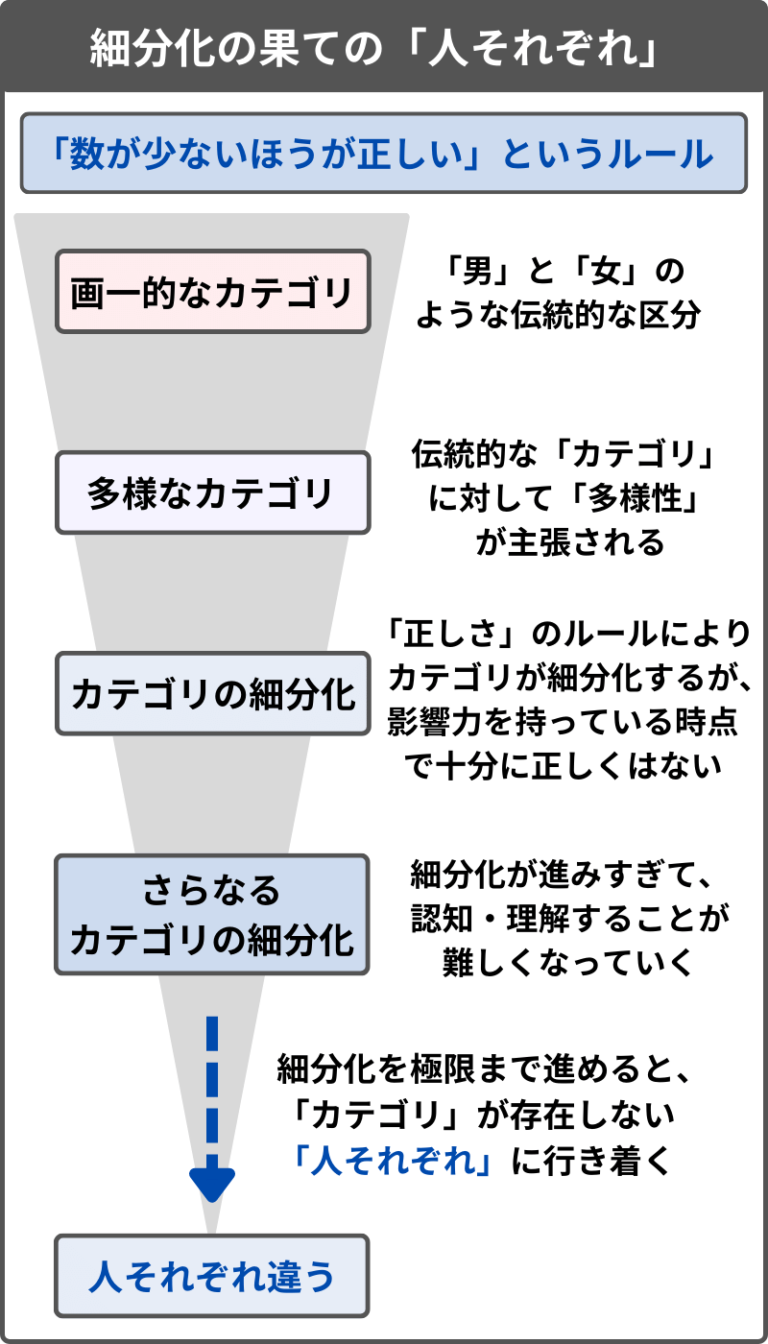 細分化の果ての「人それぞれ」
「数が少ないほうが正しい」というルール
画一的なカテゴリ
「男」と「女」の
ような伝統的な区分
多様なカテゴリ
伝統的な「カテゴリ」
に対して「多様性」
が主張される
カテゴリの細分化
「正しさ」のルールにより
カテゴリが細分化するが、
影響力を持っている時点
で十分に正しくはない
さらなる
カテゴリの細分化
細分化が進みすぎて、
認知・理解することが
難しくなっていく
細分化を極限まで進めると、
「カテゴリ」が存在しない
「人それぞれ」に行き着く
人それぞれ違う